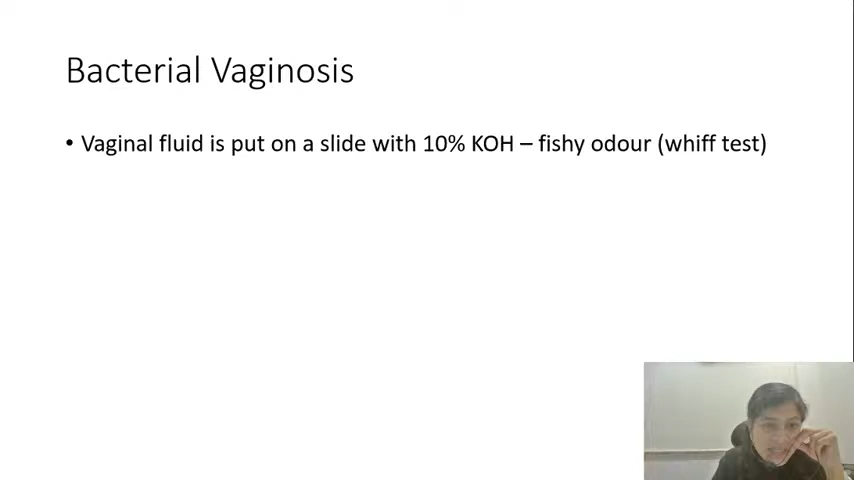 Bacterial Vaginosis
• Vaginal fluid is put on a slide with 10% KOH – fishy odour (whiff test)